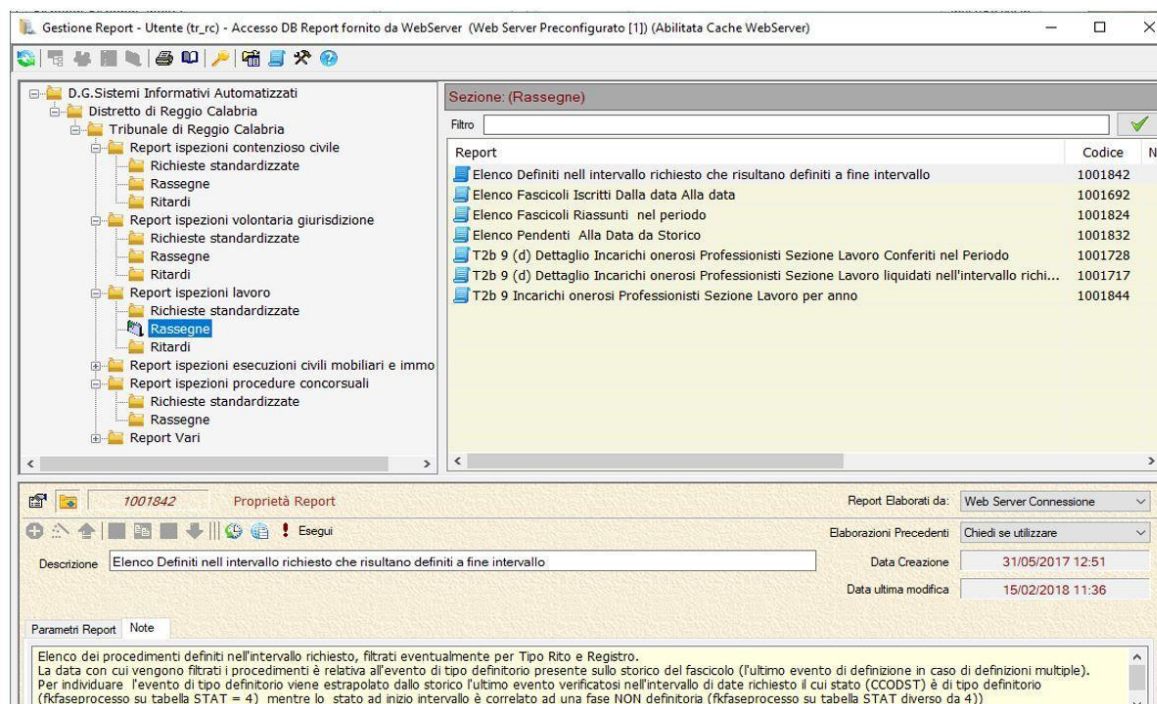 Gestione Report - Utente (tr_rc) - Accesso DB Report fornito da WebServer (Web Server Preconfigurato [1]) (Abilitata Cache WebServer)
D.G.Sistemi Informativi Automatizzati
Distretto di Reggio Calabria
Tribunale di Reggio Calabria
Report ispezioni contenzioso civile
Richieste standardizzate
Rassegne
Ritardi
Report ispezioni volontaria giurisdizione
Richieste standardizzate
Rassegne
Ritardi
Report ispezioni lavoro
Richieste standardizzate
Rassegne
Ritardi
Report ispezioni esecuzioni civili mobiliari e immo
Report ispezioni procedure concorsuali
Richieste standardizzate
Rassegne
Report Vari
Sezione: (Rassegne)
Filtro
Report Codice N
Elenco Definiti nell intervallo richiesto che risultano definiti a fine intervallo 1001842
Elenco Fascicoli Iscritti Dalla data Alla data 1001692
Elenco Fascicoli Riassunti nel periodo 1001824
Elenco Pendenti Alla Data da Storico 1001832
T2b 9 (d) Dettaglio Incarichi onerosi Professionisti Sezione Lavoro Conferiti nel Periodo 1001728
T2b 9 (d) Dettaglio Incarichi onerosi Professionisti Sezione Lavoro liquidati nell'intervallo richi... 1001717
T2b 9 Incarichi onerosi Professionisti Sezione Lavoro per anno 1001844
1001842 Proprietà Report
Report Elaborati da: Web Server Connessione
Esegui
Elaborazioni Precedenti Chiedi se utilizzare
Descrizione Elenco Definiti nell intervallo richiesto che risultano definiti a fine intervallo
Data Creazione 31/05/2017 12:51
Data ultima modifica 15/02/2018 11:36
Parametri Report Note
Elenco dei procedimenti definiti nell'intervallo richiesto, filtrati eventualmente per Tipo Rito e Registro.
La data con cui vengono filtrati i procedimenti è relativa all'evento di tipo definitorio presente sullo storico del fascicolo (l'ultimo evento di definizione in caso di definizioni multiple).
Per individuare l'evento di tipo definitorio viene estrapolato dallo storico l'ultimo evento verificatosi nell'intervallo di date richiesto il cui stato (CCODST) è di tipo definitorio
(fkfaseprocesso su tabella STAT = 4) mentre lo stato ad inizio intervallo è correlato ad una fase NON definitoria (fkfaseprocesso su tabella STAT diverso da 4))